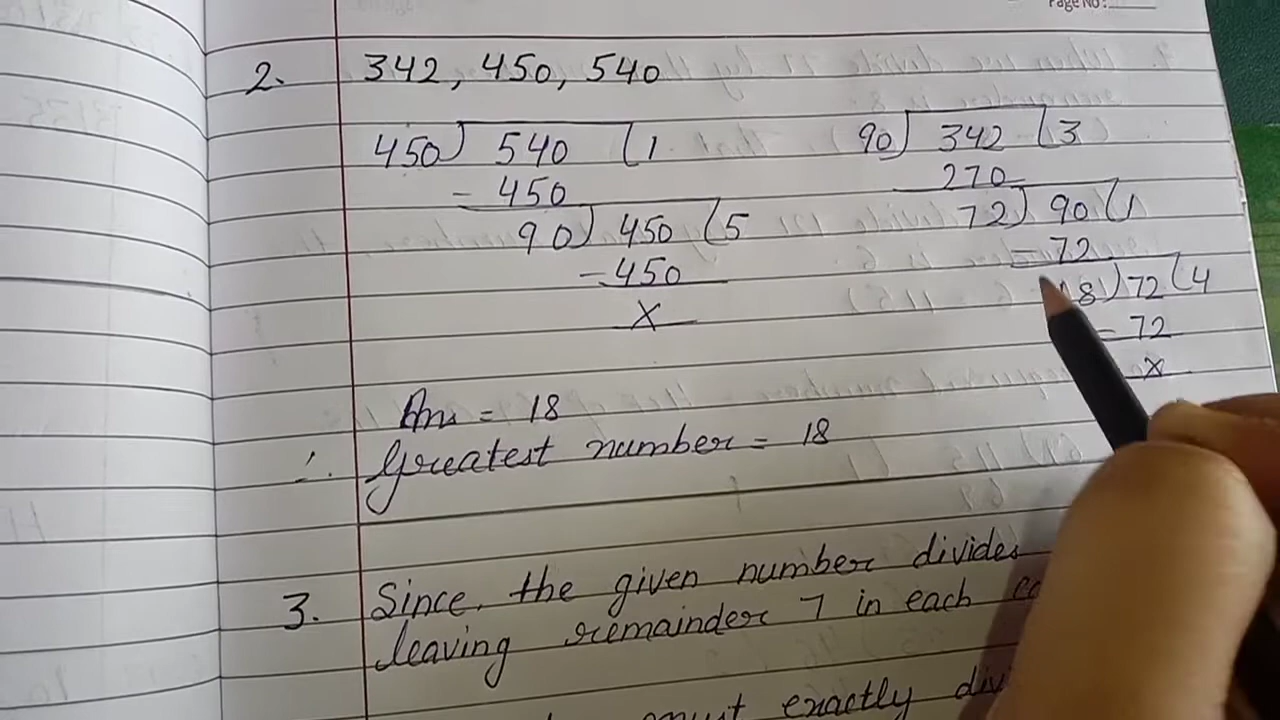 Page No:
2. 342, 450, 540
450) 540 (1
- 450
90) 450 (5
- 450
x
90) 342 (3
270
72) 90 (1
- 72
18) 72 (4
- 72
x
Ans = 18
∴ Greatest number = 18
3. Since, the given number divides
leaving remainder 7 in each
must exactly